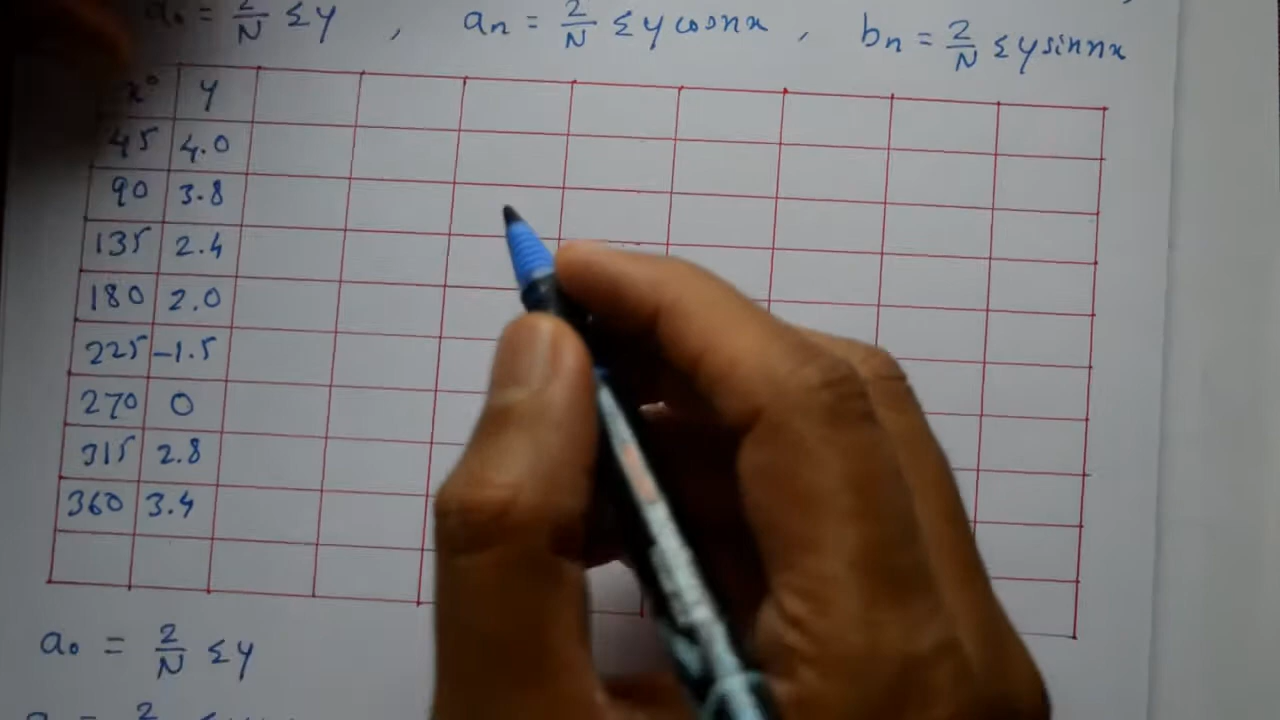 a₀ = 2/N Σy , aₙ = 2/N Σy cosnx , bₙ = 2/N Σy sinnx
x° y
45 4.0
90 3.8
135 2.4
180 2.0
225 -1.5
270 0
315 2.8
360 3.4
a₀ = 2/N Σy